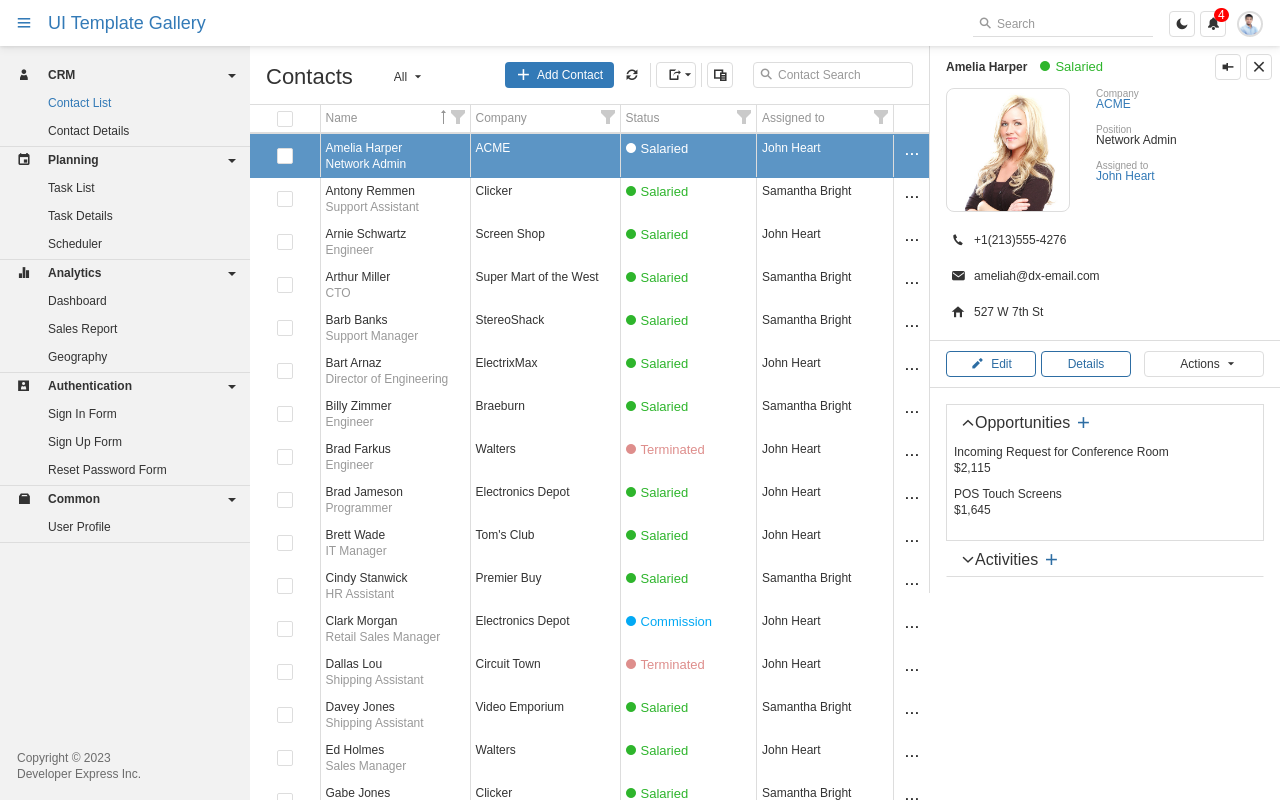 UI Template Gallery
Search
4
CRM
Contact List
Contact Details
Planning
Task List
Task Details
Scheduler
Analytics
Dashboard
Sales Report
Geography
Authentication
Sign In Form
Sign Up Form
Reset Password Form
Common
User Profile
Copyright © 2023
Developer Express Inc.
Contacts
All
Add Contact
Contact Search
Name Company Status Assigned to
Amelia Harper ACME Salaried John Heart
Network Admin
Antony Remmen Clicker Salaried Samantha Bright
Support Assistant
Arnie Schwartz Screen Shop Salaried John Heart
Engineer
Arthur Miller Super Mart of the West Salaried Samantha Bright
CTO
Barb Banks StereoShack Salaried Samantha Bright
Support Manager
Bart Arnaz ElectrixMax Salaried John Heart
Director of Engineering
Billy Zimmer Braeburn Salaried Samantha Bright
Engineer
Brad Farkus Walters Terminated John Heart
Engineer
Brad Jameson Electronics Depot Salaried John Heart
Programmer
Brett Wade Tom's Club Salaried John Heart
IT Manager
Cindy Stanwick Premier Buy Salaried Samantha Bright
HR Assistant
Clark Morgan Electronics Depot Commission John Heart
Retail Sales Manager
Dallas Lou Circuit Town Terminated John Heart
Shipping Assistant
Davey Jones Video Emporium Salaried Samantha Bright
Shipping Assistant
Ed Holmes Walters Salaried John Heart
Sales Manager
Gabe Jones Clicker Salaried Samantha Bright
Amelia Harper Salaried
Company
ACME
Position
Network Admin
Assigned to
John Heart
+1(213)555-4276
ameliah@dx-email.com
527 W 7th St
Edit Details Actions
Opportunities
Incoming Request for Conference Room
$2,115
POS Touch Screens
$1,645
Activities